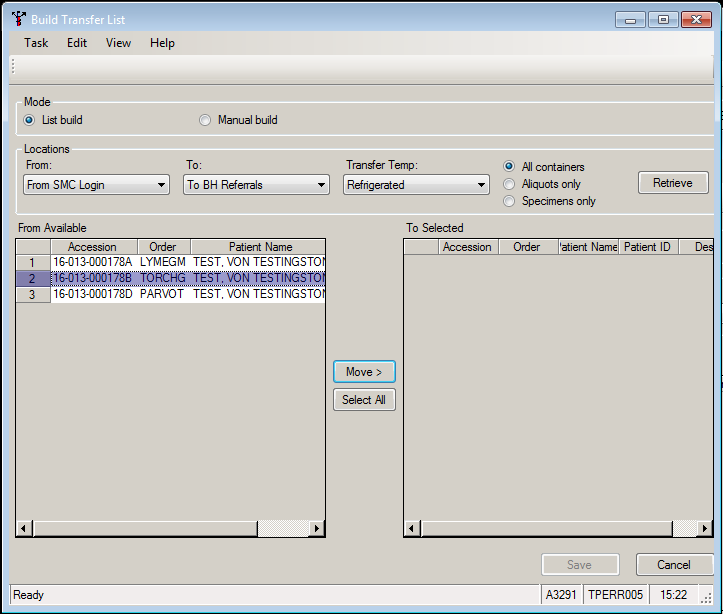 Build Transfer List
Task Edit View Help
Mode
List build Manual build
Locations
From: To: Transfer Temp:
From SMC Login To BH Referrals Refrigerated
All containers
Aliquots only
Specimens only
Retrieve
From Available
Accession Order Patient Name
1 16-013-000178A LYMEGM TEST, VON TESTINGSTON
2 16-013-000178B TORCHG TEST, VON TESTINGSTON
3 16-013-000178D PARVOT TEST, VON TESTINGSTON
Move >
Select All
To Selected
Accession Order Patient Name Patient ID Des
Save Cancel
Ready A3291 TPERR005 15:22